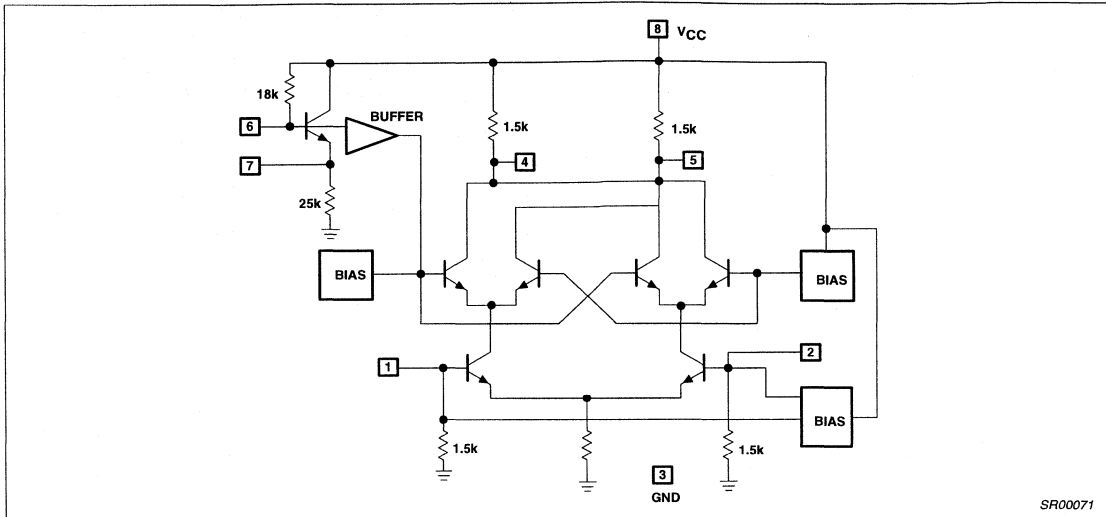 8 VCC
18k
6
BUFFER
1.5k
1.5k
4
5
7
25k
BIAS
BIAS
1
2
BIAS
1.5k
1.5k
3
GND
SR00071